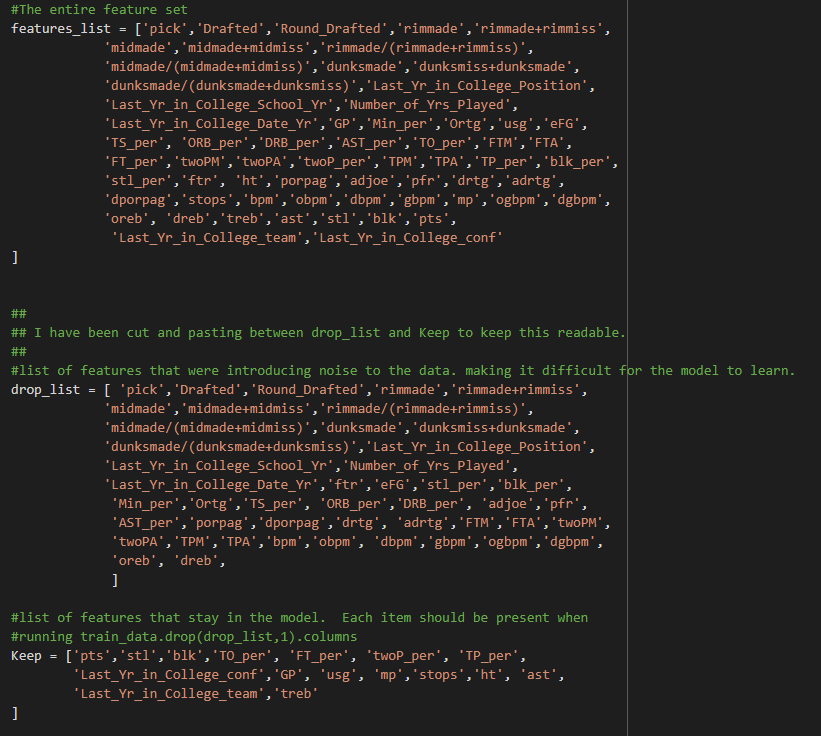 #The entire feature set
features_list = ['pick','Drafted','Round_Drafted','rimmade','rimmade+rimmiss',
'midmade','midmade+midmiss','rimmade/(rimmade+rimmiss)',
'midmade/(midmade+midmiss)','dunksmade','dunksmiss+dunksmade',
'dunksmade/(dunksmade+dunksmiss)','Last_Yr_in_College_Position',
'Last_Yr_in_College_School_Yr','Number_of_Yrs_Played',
'Last_Yr_in_College_Date_Yr','GP','Min_per','Ortg','usg','eFG',
'TS_per', 'ORB_per','DRB_per','AST_per','TO_per','FTM','FTA',
'FT_per','twoPM','twoPA','twoP_per','TPM','TPA','TP_per','blk_per',
'stl_per','ftr', 'ht','porpag','adjoe','pfr','drtg','adrtg',
'dporpag','stops','bpm','obpm','dbpm','gbpm','mp','ogbpm','dgbpm',
'oreb', 'dreb','treb','ast','stl','blk','pts',
'Last_Yr_in_College_team','Last_Yr_in_College_conf'
]
##
## I have been cut and pasting between drop_list and Keep to keep this readable.
##
#list of features that were introducing noise to the data. making it difficult for the model to learn.
drop_list = [ 'pick','Drafted','Round_Drafted','rimmade','rimmade+rimmiss',
'midmade','midmade+midmiss','rimmade/(rimmade+rimmiss)',
'midmade/(midmade+midmiss)','dunksmade','dunksmiss+dunksmade',
'dunksmade/(dunksmade+dunksmiss)','Last_Yr_in_College_Position',
'Last_Yr_in_College_School_Yr','Number_of_Yrs_Played',
'Last_Yr_in_College_Date_Yr','ftr','eFG','stl_per','blk_per',
'Min_per','Ortg','TS_per', 'ORB_per','DRB_per', 'adjoe','pfr',
'AST_per','porpag','dporpag','drtg', 'adrtg','FTM','FTA','twoPM',
'twoPA','TPM','TPA','bpm','obpm', 'dbpm','gbpm','ogbpm','dgbpm',
'oreb', 'dreb',
]
#list of features that stay in the model.  Each item should be present when
#running train_data.drop(drop_list,1).columns
Keep = ['pts','stl','blk','TO_per', 'FT_per', 'twoP_per', 'TP_per',
'Last_Yr_in_College_conf','GP', 'usg', 'mp','stops','ht', 'ast',
'Last_Yr_in_College_team','treb'
]